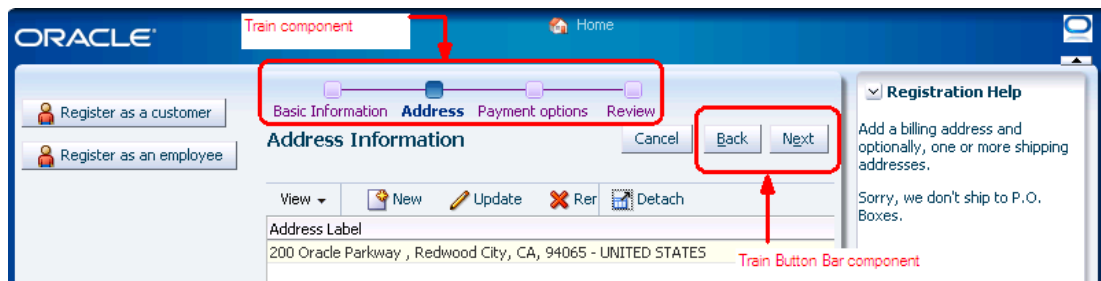 ORACLE
Train component
Home
Register as a customer
Register as an employee
Basic Information Address Payment options Review
Address Information
Cancel Back Next
View New Update Rer Detach
Address Label
200 Oracle Parkway , Redwood City, CA, 94065 - UNITED STATES
Train Button Bar component
Registration Help
Add a billing address and
optionally, one or more shipping
addresses.
Sorry, we don't ship to P.O.
Boxes.